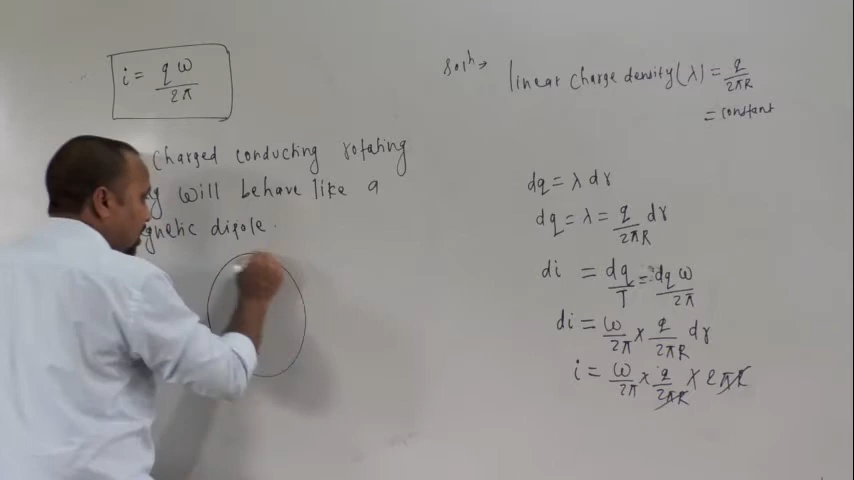 i = qω/2π
charged conducting rotating
will behave like a
dipole.
Solⁿ→
linear charge density(λ) = q/2πR
= constant
dq = λ dr
dq = λ = q/2πR dr
di = dq/T = dq ω/2π
di = ω/2π × q/2πR dr
i = ω/2π × q/2πR × 2πR